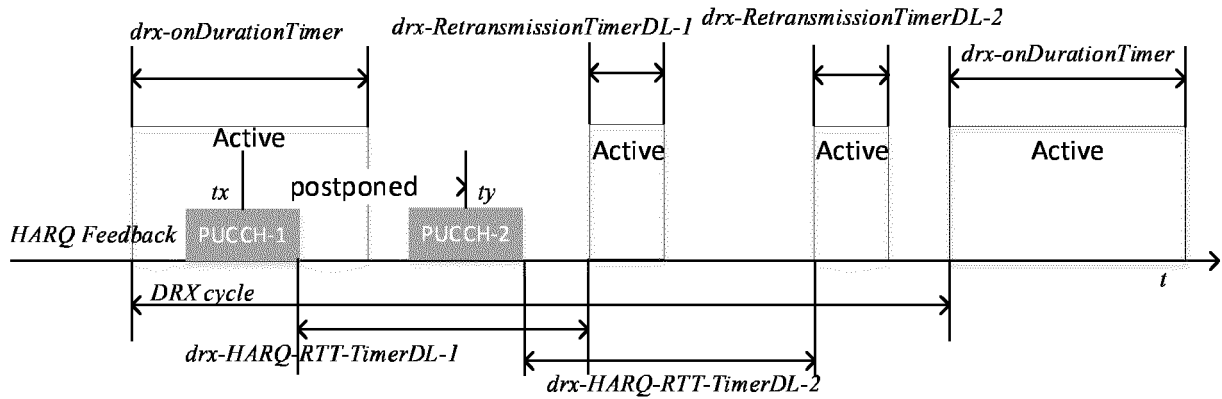 drx-onDurationTimer
drx-RetransmissionTimerDL-1
drx-RetransmissionTimerDL-2
drx-onDurationTimer
Active
Active
Active
Active
tx
postponed
ty
HARQ Feedback
PUCCH-1
PUCCH-2
t
DRX cycle
drx-HARQ-RTT-TimerDL-1
drx-HARQ-RTT-TimerDL-2